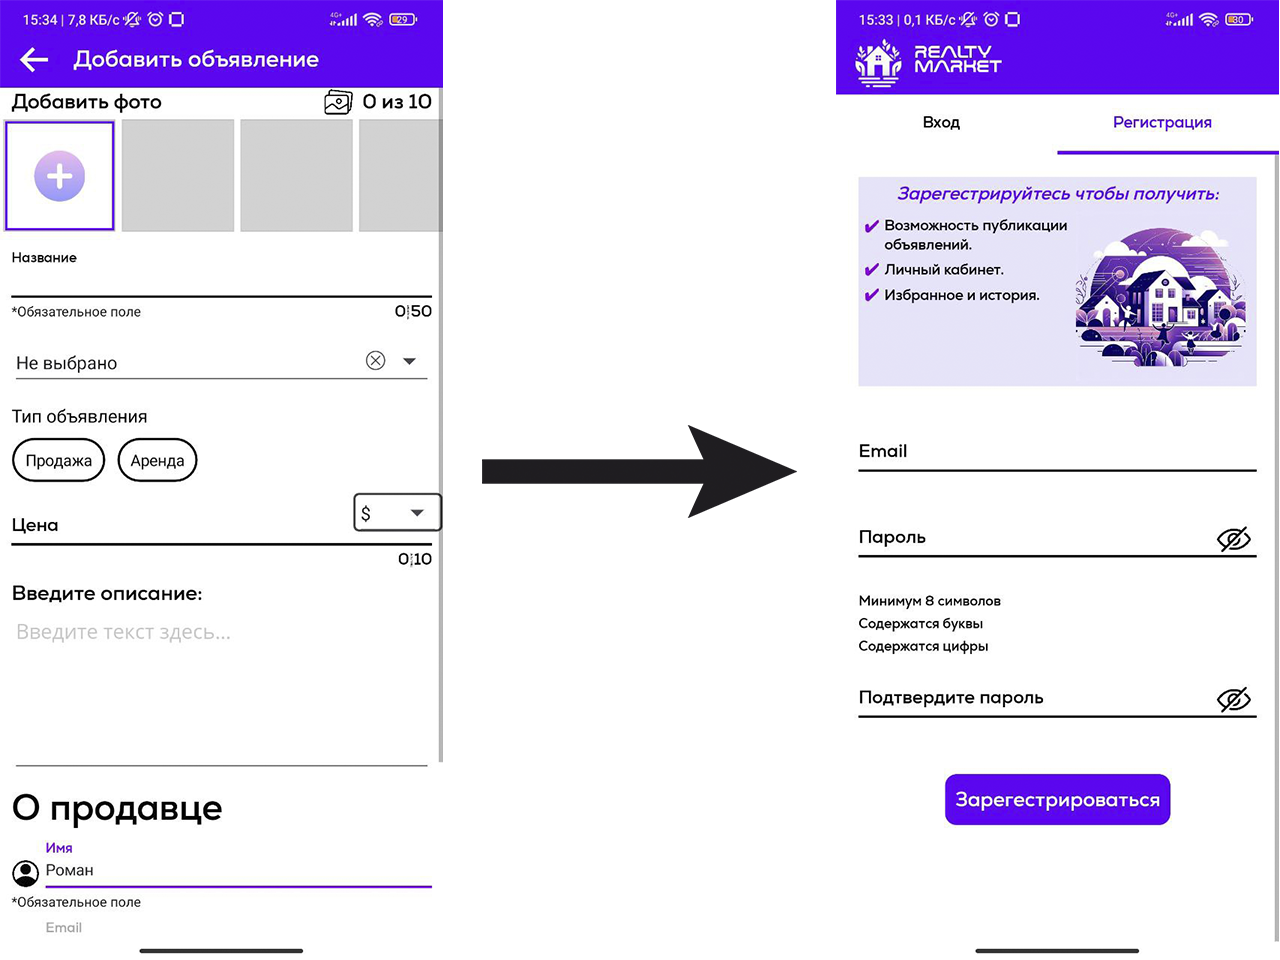 15:34 | 7,8 КБ/с
4G+
29
Добавить объявление
Добавить фото
0 из 10
Название
*Обязательное поле
0|50
Не выбрано
Тип объявления
Продажа
Аренда
$
Цена
0|10
Введите описание:
Введите текст здесь...
О продавце
Имя
Роман
*Обязательное поле
Email
15:33 | 0,1 КБ/с
4G+
30
REALTY
MARKET
Вход
Регистрация
Зарегестрируйтесь чтобы получить:
Возможность публикации
объявлений.
Личный кабинет.
Избранное и история.
Email
Пароль
Минимум 8 символов
Содержатся буквы
Содержатся цифры
Подтвердите пароль
Зарегестрироваться